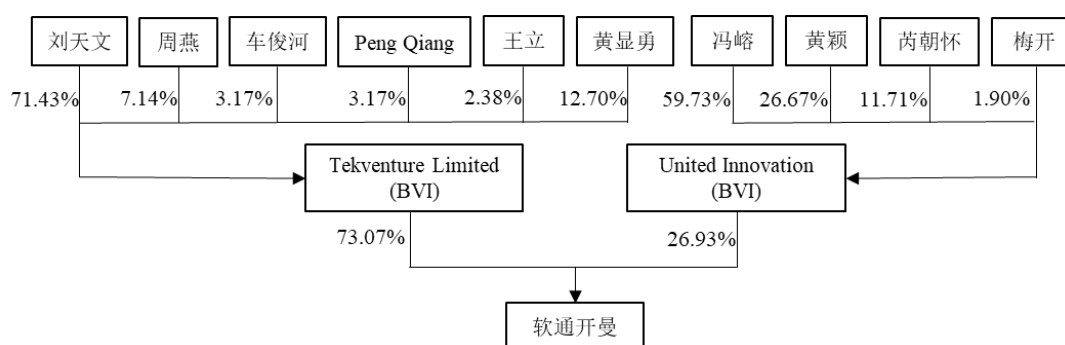 刘天文 周燕 车俊河 Peng Qiang 王立 黄显勇 冯嵱 黄颖 芮朝怀 梅开
71.43% 7.14% 3.17% 3.17% 2.38% 12.70% 59.73% 26.67% 11.71% 1.90%
Tekventure Limited
(BVI)
United Innovation
(BVI)
73.07% 26.93%
软通开曼